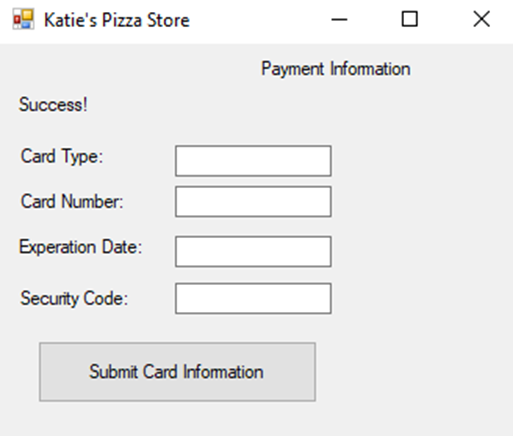 Katie's Pizza Store
Payment Information
Success!
Card Type:
Card Number:
Experation Date:
Security Code:
Submit Card Information